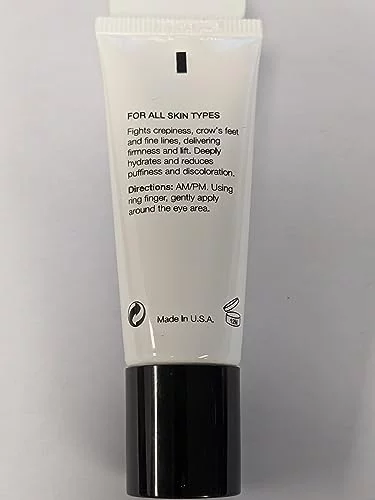 FOR ALL SKIN TYPES
Fights crepiness, crow's feet
and fine lines, delivering
firmness and lift. Deeply
hydrates and reduces
puffiness and discoloration.
Directions: AM/PM. Using
ring finger, gently apply
around the eye area.
Made in U.S.A.